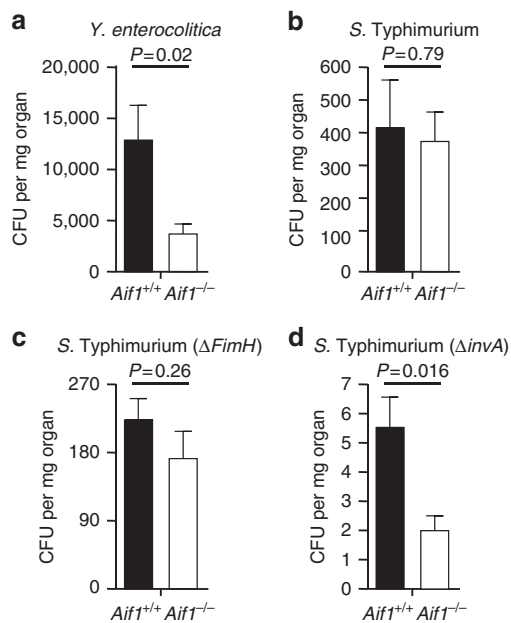 a
Y. enterocolitica
P=0.02
20,000
15,000
10,000
5,000
0
CFU per mg organ
Aif1+/+ Aif1–/–
b
S. Typhimurium
P=0.79
600
500
400
300
200
100
0
CFU per mg organ
Aif1+/+ Aif1–/–
c
S. Typhimurium (ΔFimH)
P=0.26
270
180
90
0
CFU per mg organ
Aif1+/+ Aif1–/–
d
S. Typhimurium (ΔinvA)
P=0.016
7
6
5
4
3
2
1
0
CFU per mg organ
Aif1+/+ Aif1–/–